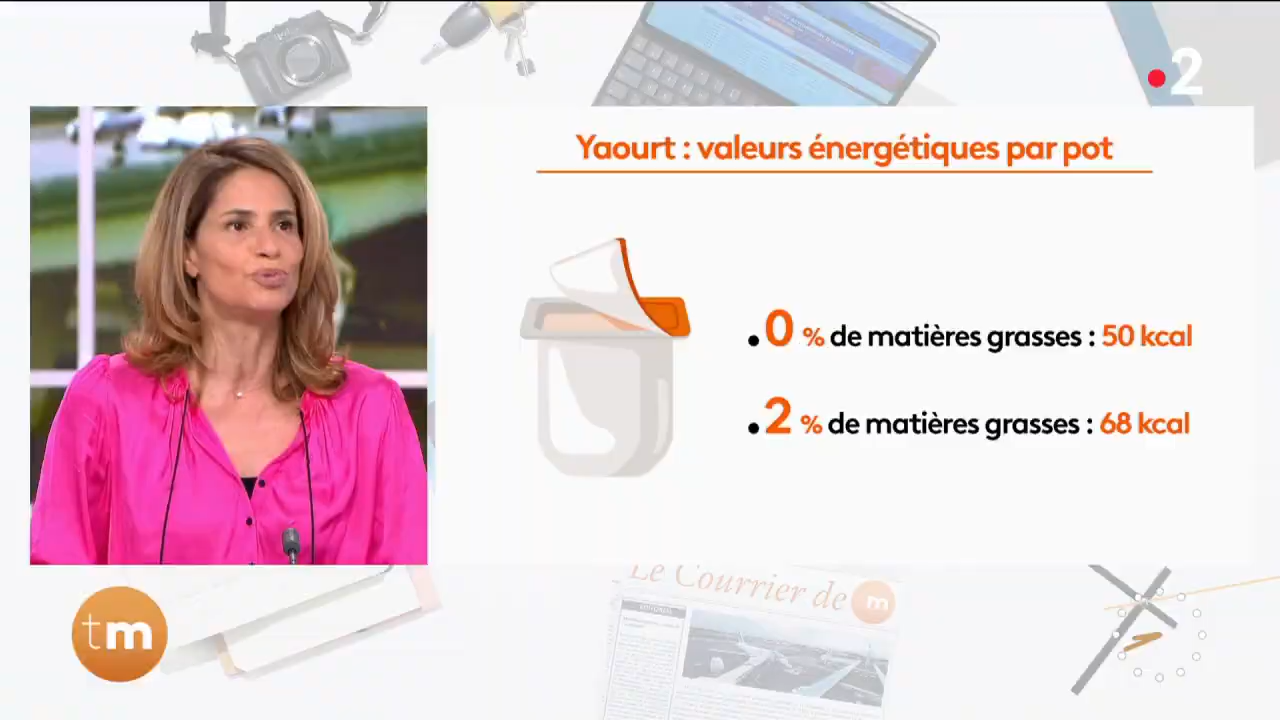 2
Yaourt : valeurs énergétiques par pot
.0 % de matières grasses : 50 kcal
.2 % de matières grasses : 68 kcal
Le Courrier de m
tm